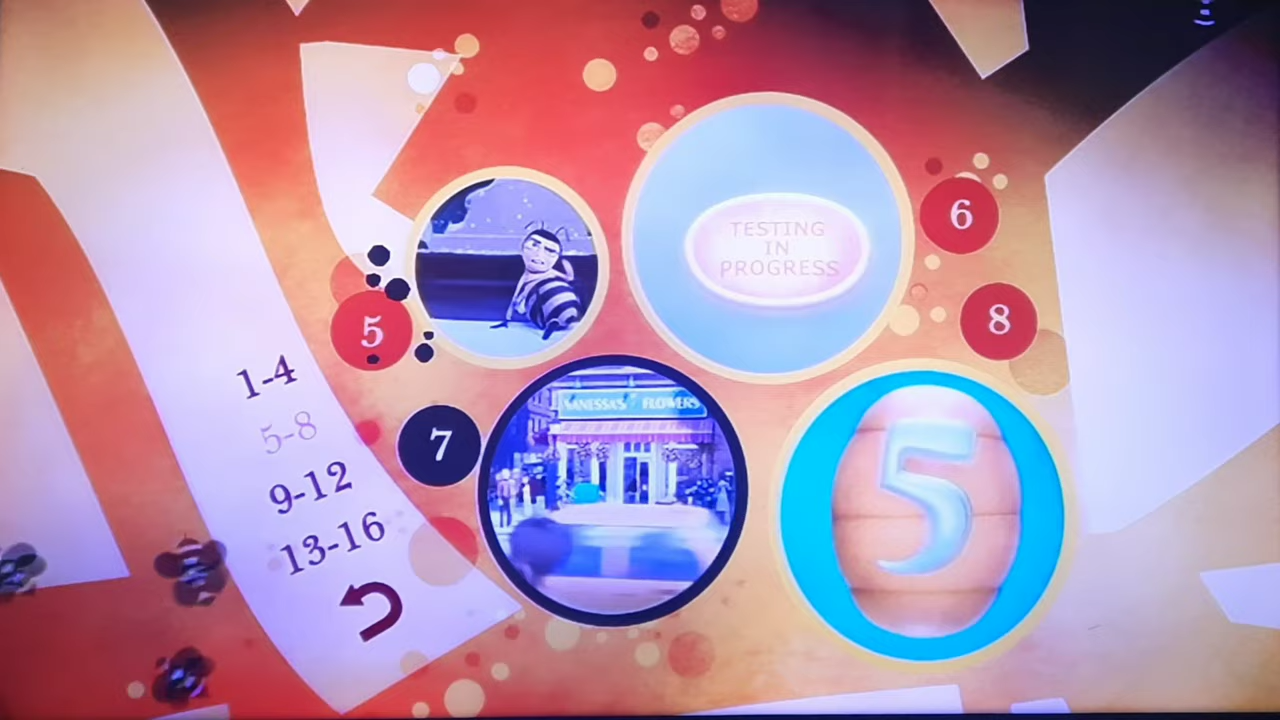 TESTING
IN
PROGRESS
6
5
8
1-4
5-8
9-12
13-16
7
VANESSA'S FLOWERS
5